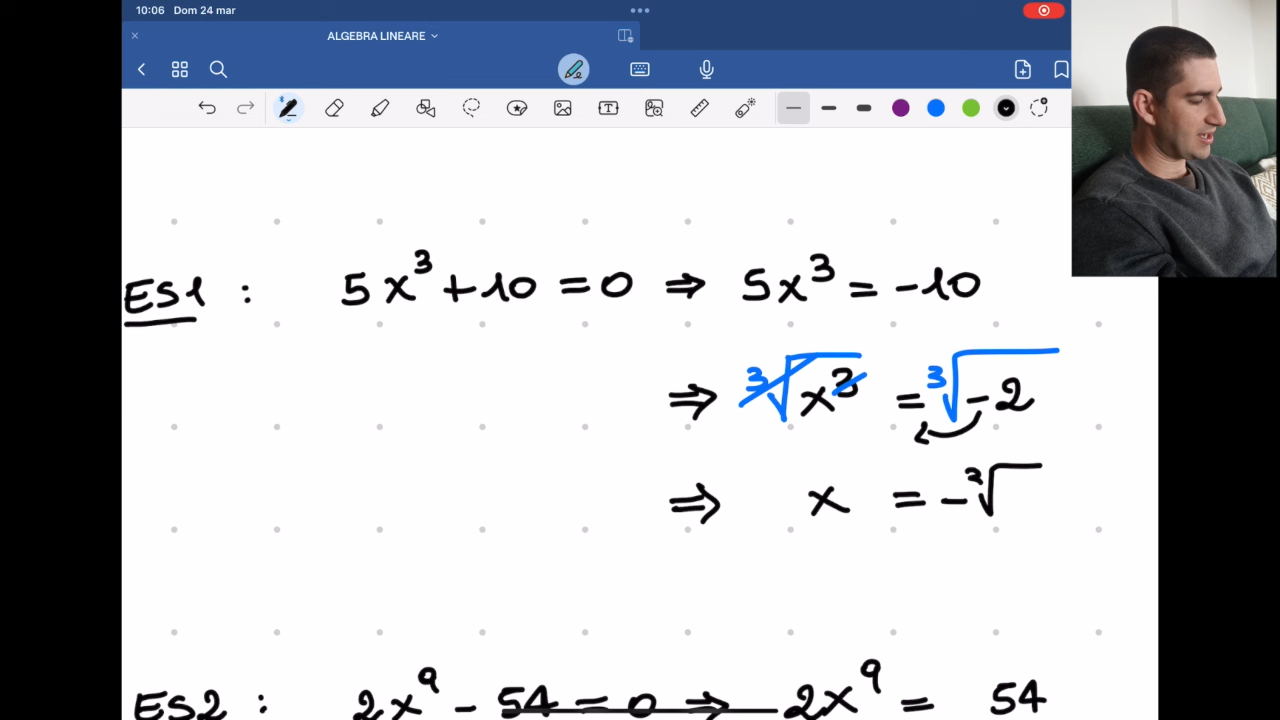 10:06 Dom 24 mar
ALGEBRA LINEARE
ES1 : 5x³ + 10 = 0 ⇒ 5x³ = -10
⇒ ∛x³ = ∛-2
⇒ x = -∛
ES2 : 2x⁹ - 54 = 0 ⇒ 2x⁹ = 54